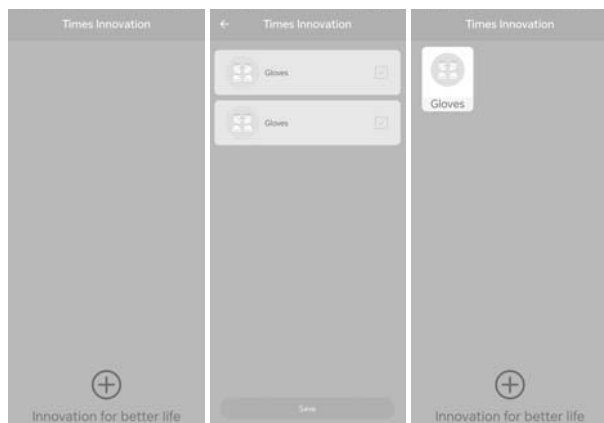 Times Innovation
Innovation for better life
Times Innovation
Gloves
Gloves
Save
Times Innovation
Gloves
Innovation for better life